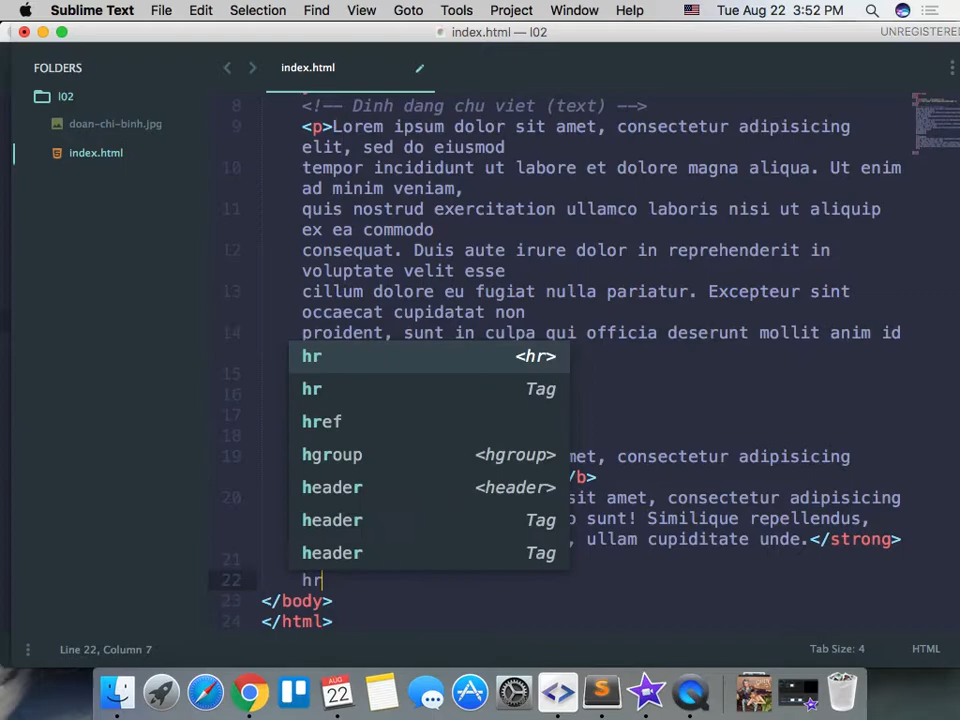 Sublime Text File Edit Selection Find View Goto Tools Project Window Help Tue Aug 22 3:52 PM
index.html — l02
UNREGISTERED
FOLDERS
l02
doan-chi-binh.jpg
index.html
index.html
8 <!-- Dinh dang chu viet (text) -->
9 <p>Lorem ipsum dolor sit amet, consectetur adipisicing
elit, sed do eiusmod
10 tempor incididunt ut labore et dolore magna aliqua. Ut enim
ad minim veniam,
11 quis nostrud exercitation ullamco laboris nisi ut aliquip
ex ea commodo
12 consequat. Duis aute irure dolor in reprehenderit in
voluptate velit esse
13 cillum dolore eu fugiat nulla pariatur. Excepteur sint
occaecat cupidatat non
14 proident, sunt in culpa qui officia deserunt mollit anim id
hr <hr>
15
hr Tag
16
17
href
18
hgroup <hgroup>
19 met, consectetur adipisicing
/b>
header <header>
20 sit amet, consectetur adipisicing
header Tag
o sunt! Similique repellendus,
, ullam cupiditate unde.</strong>
header Tag
21
22 hr
23 </body>
24 </html>
Line 22, Column 7
Tab Size: 4
HTML
AUG
22